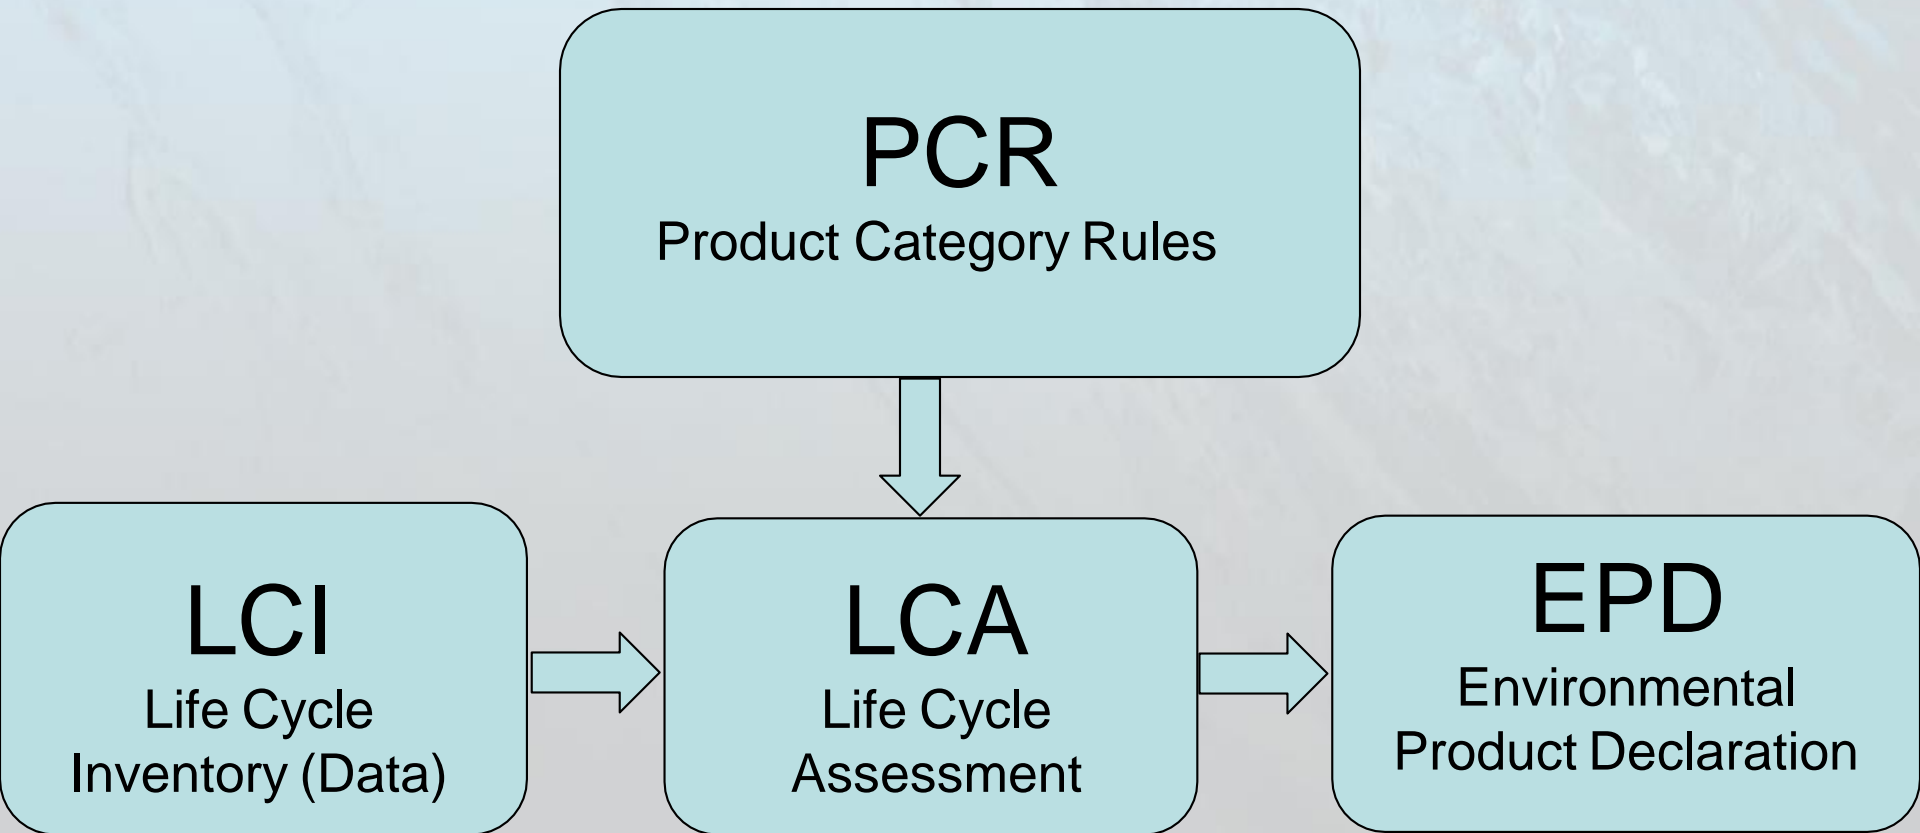 PCR
Product Category Rules
LCI
Life Cycle
Inventory (Data)
LCA
Life Cycle
Assessment
EPD
Environmental
Product Declaration